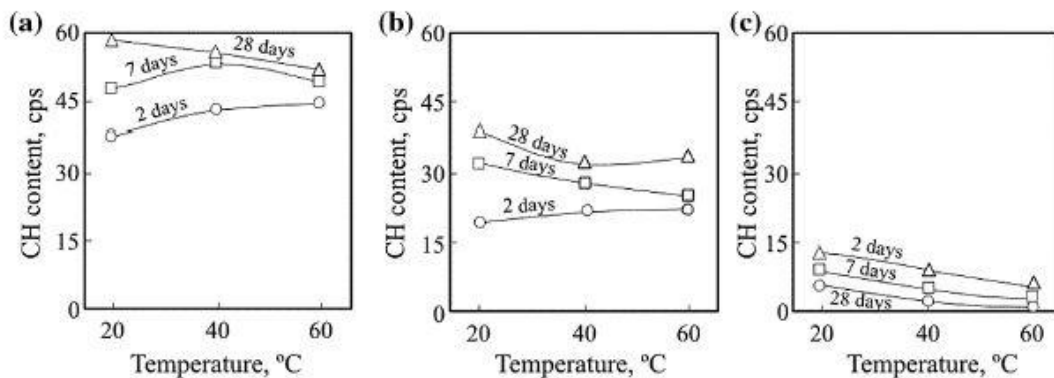 (a)
CH content, cps
60
45
30
15
0
28 days
7 days
2 days
20 40 60
Temperature, ºC
(b)
CH content, cps
60
45
30
15
0
28 days
7 days
2 days
20 40 60
Temperature, ºC
(c)
CH content, cps
60
45
30
15
0
2 days
7 days
28 days
20 40 60
Temperature, ºC